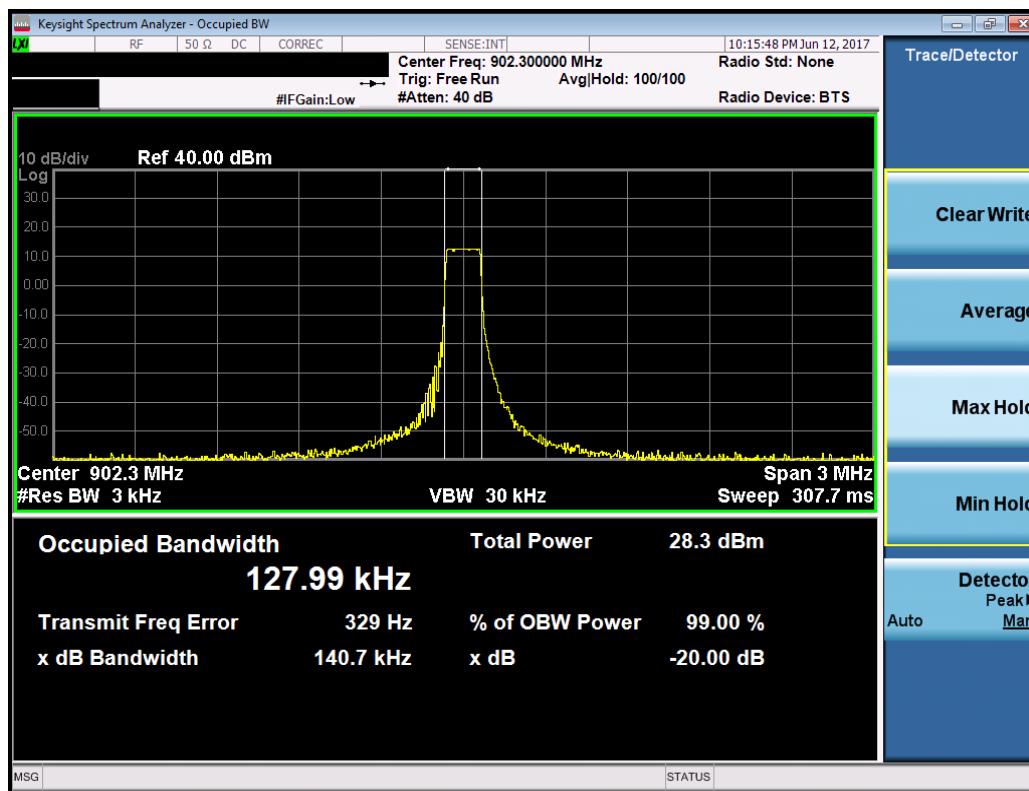 Keysight Spectrum Analyzer - Occupied BW
LXI RF 50 Ω DC CORREC SENSE:INT 10:15:48 PM Jun 12, 2017
Center Freq: 902.300000 MHz Radio Std: None
Trig: Free Run Avg|Hold: 100/100
#IFGain:Low #Atten: 40 dB Radio Device: BTS
10 dB/div Ref 40.00 dBm
Log
30.0
20.0
10.0
0.00
-10.0
-20.0
-30.0
-40.0
-50.0
Center 902.3 MHz Span 3 MHz
#Res BW 3 kHz VBW 30 kHz Sweep 307.7 ms
Occupied Bandwidth Total Power 28.3 dBm
127.99 kHz
Transmit Freq Error 329 Hz % of OBW Power 99.00 %
x dB Bandwidth 140.7 kHz x dB -20.00 dB
MSG STATUS
Trace/Detector
Clear Write
Average
Max Hold
Min Hold
Detector
Peak
Auto Man